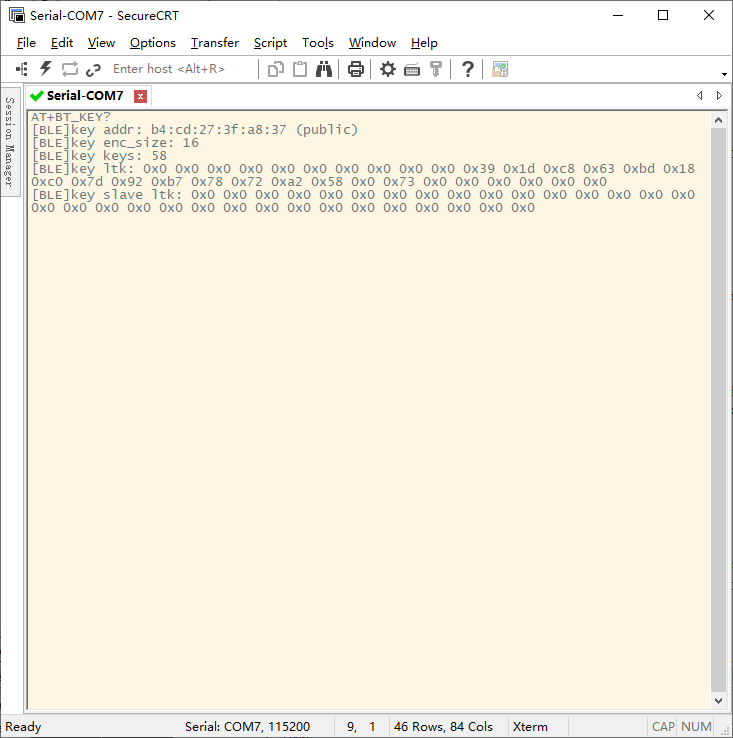 Serial-COM7 - SecureCRT
File Edit View Options Transfer Script Tools Window Help
Enter host <Alt+R>
Session Manager
Serial-COM7
AT+BT_KEY?
[BLE]key addr: b4:cd:27:3f:a8:37 (public)
[BLE]key enc_size: 16
[BLE]key keys: 58
[BLE]key ltk: 0x0 0x0 0x0 0x0 0x0 0x0 0x0 0x0 0x0 0x0 0x39 0x1d 0xc8 0x63 0xbd 0x18
0xc0 0x7d 0x92 0xb7 0x78 0x72 0xa2 0x58 0x0 0x73 0x0 0x0 0x0 0x0 0x0 0x0
[BLE]key slave ltk: 0x0 0x0 0x0 0x0 0x0 0x0 0x0 0x0 0x0 0x0 0x0 0x0 0x0 0x0 0x0 0x0
0x0 0x0 0x0 0x0 0x0 0x0 0x0 0x0 0x0 0x0 0x0 0x0 0x0 0x0 0x0 0x0
Ready Serial: COM7, 115200 9, 1 46 Rows, 84 Cols Xterm CAP NUM